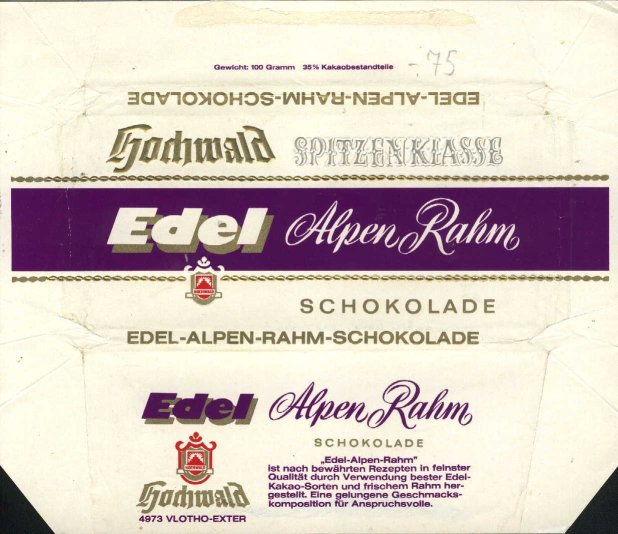 Gewicht: 100 Gramm 35% Kakaobestandteile
-.75
EDEL-ALPEN-RAHM-SCHOKOLADE
Hochwald SPITZENKLASSE
Edel Alpen Rahm
HOCHWALD
SCHOKOLADE
EDEL-ALPEN-RAHM-SCHOKOLADE
Edel Alpen Rahm
SCHOKOLADE
HOCHWALD
Hochwald
4973 VLOTHO-EXTER
„Edel-Alpen-Rahm"
ist nach bewährten Rezepten in feinster
Qualität durch Verwendung bester Edel-
Kakao-Sorten und frischem Rahm her-
gestellt. Eine gelungene Geschmacks-
komposition für Anspruchsvolle.